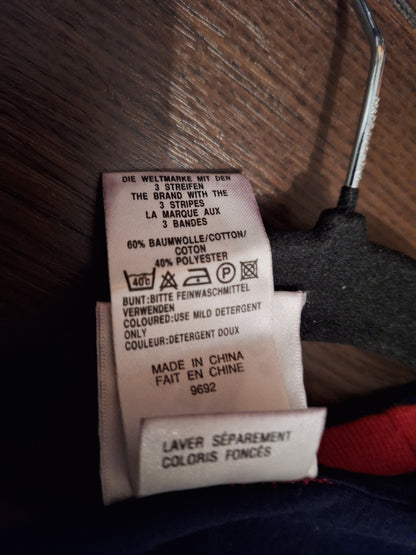 DIE WELTMARKE MIT DEN
3 STREIFEN
THE BRAND WITH THE
3 STRIPES
LA MARQUE AUX
3 BANDES
60% BAUMWOLLE/COTTON/
COTON
40% POLYESTER
40°C P
BUNT:BITTE FEINWASCHMITTEL
VERWENDEN
COLOURED:USE MILD DETERGENT
ONLY
COULEUR:DETERGENT DOUX
MADE IN CHINA
FAIT EN CHINE
9692
LAVER SÉPAREMENT
COLORIS FONCÉS